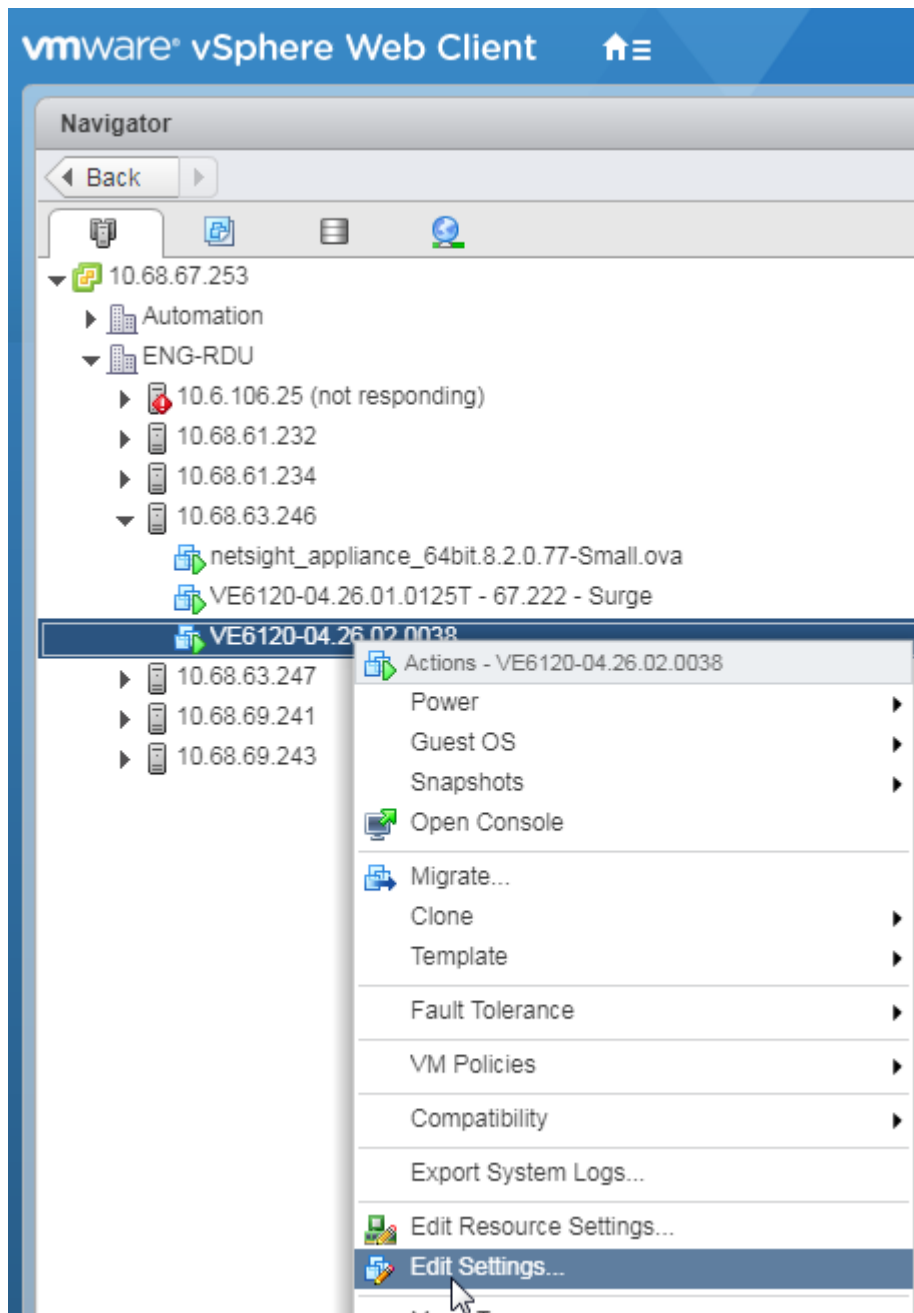 vmware® vSphere Web Client
Navigator
Back
10.68.67.253
Automation
ENG-RDU
10.6.106.25 (not responding)
10.68.61.232
10.68.61.234
10.68.63.246
netsight_appliance_64bit.8.2.0.77-Small.ova
VE6120-04.26.01.0125T - 67.222 - Surge
VE6120-04.26.02.0038
10.68.63.247
10.68.69.241
10.68.69.243
Actions - VE6120-04.26.02.0038
Power
Guest OS
Snapshots
Open Console
Migrate...
Clone
Template
Fault Tolerance
VM Policies
Compatibility
Export System Logs...
Edit Resource Settings...
Edit Settings...